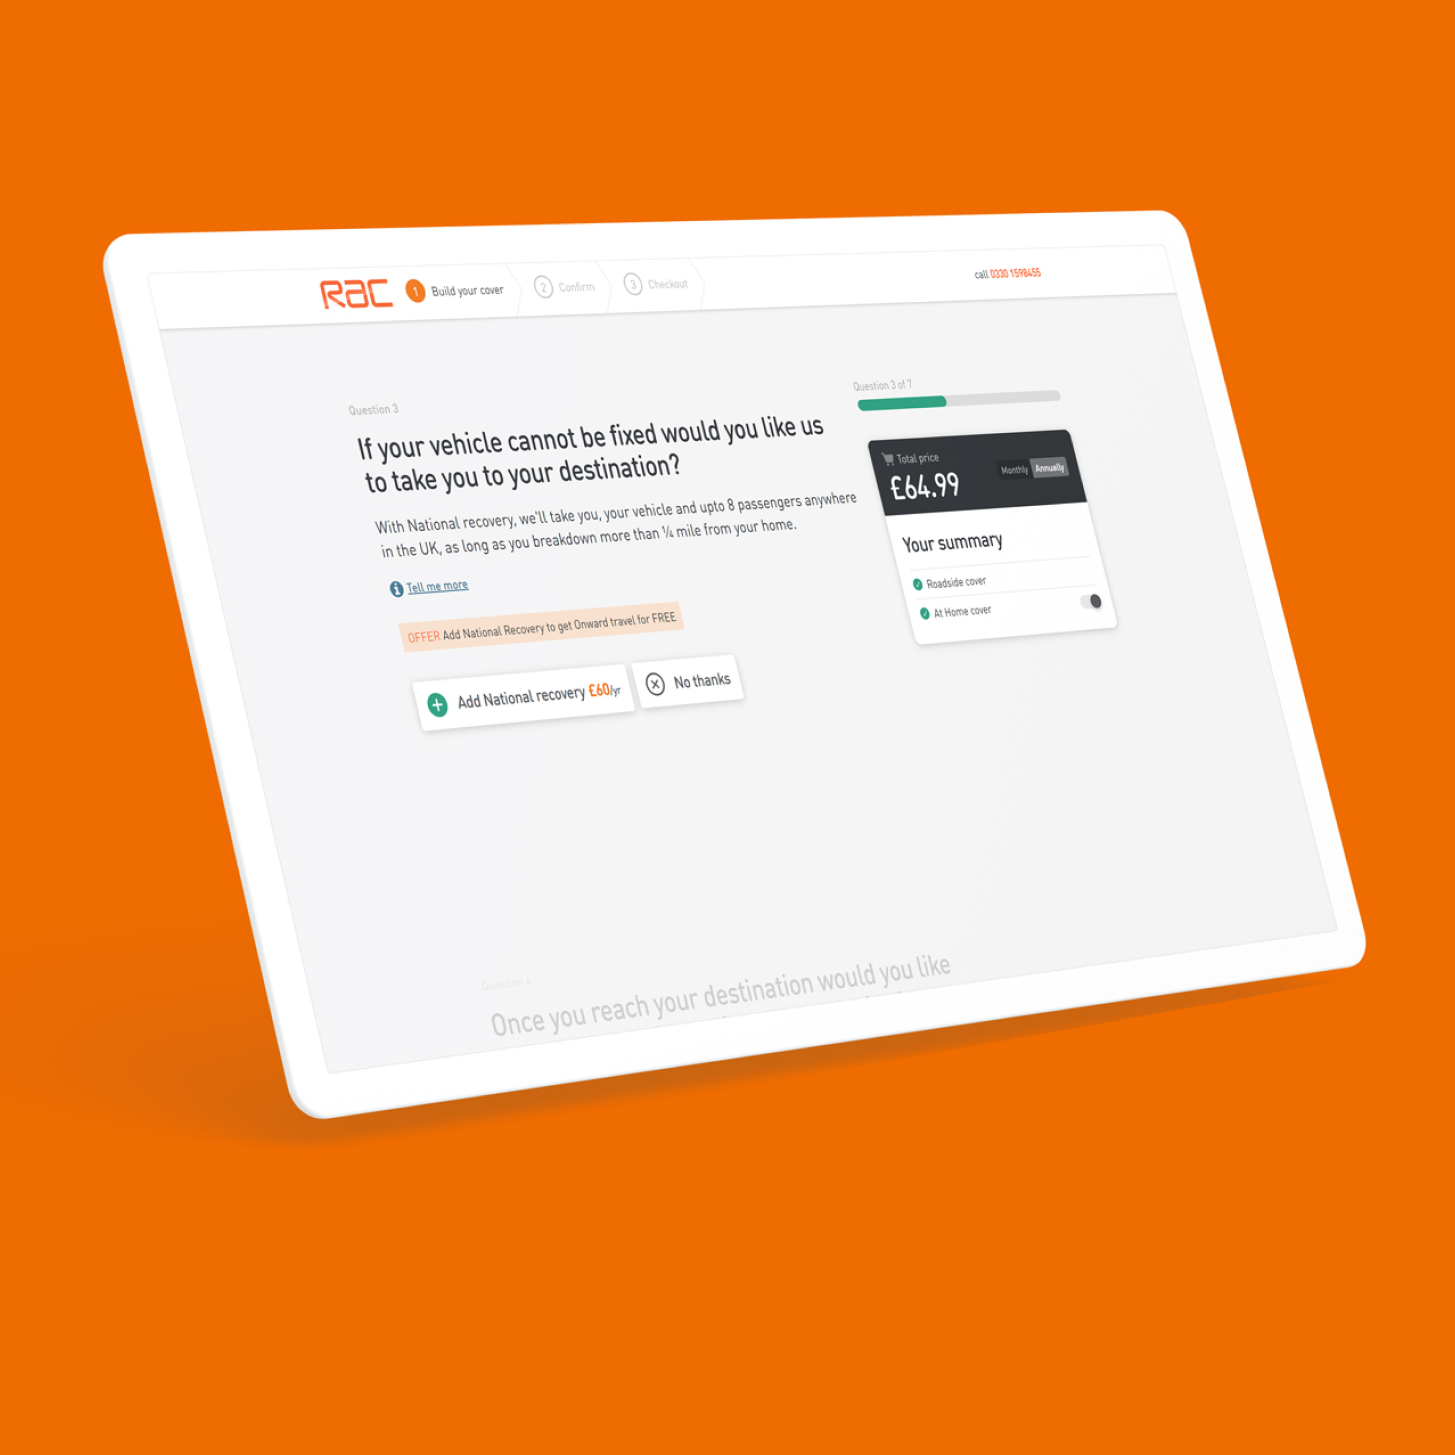 RAC
1 Build your cover
2 Confirm
3 Checkout
call 0330 1598455
Question 3
If your vehicle cannot be fixed would you like us
to take you to your destination?
With National recovery, we'll take you, your vehicle and upto 8 passengers anywhere
in the UK, as long as you breakdown more than ¼ mile from your home.
Tell me more
OFFER Add National Recovery to get Onward travel for FREE
Add National recovery £60/yr
No thanks
Question 3 of 7
Total price
£64.99
Monthly Annually
Your summary
Roadside cover
At Home cover
Question 4
Once you reach your destination would you like